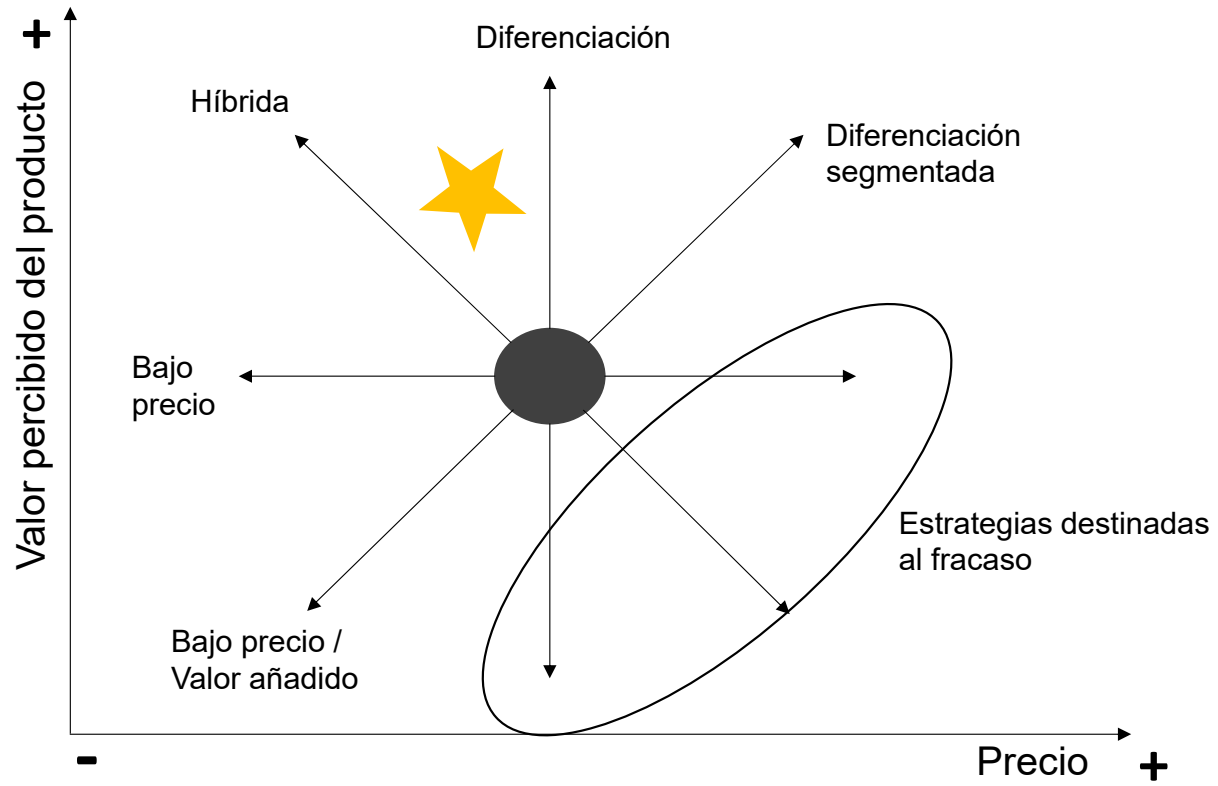 +
Valor percibido del producto
Diferenciación
Híbrida
Diferenciación
segmentada
Bajo
precio
Estrategias destinadas
al fracaso
Bajo precio /
Valor añadido
-
Precio
+